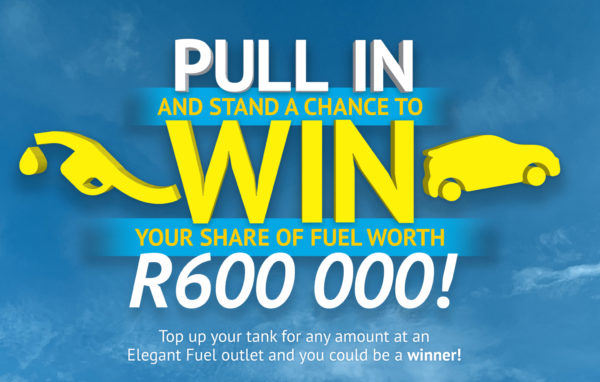 PULL IN
AND STAND A CHANCE TO
WIN
YOUR SHARE OF FUEL WORTH
R600 000!
Top up your tank for any amount at an
Elegant Fuel outlet and you could be a winner!